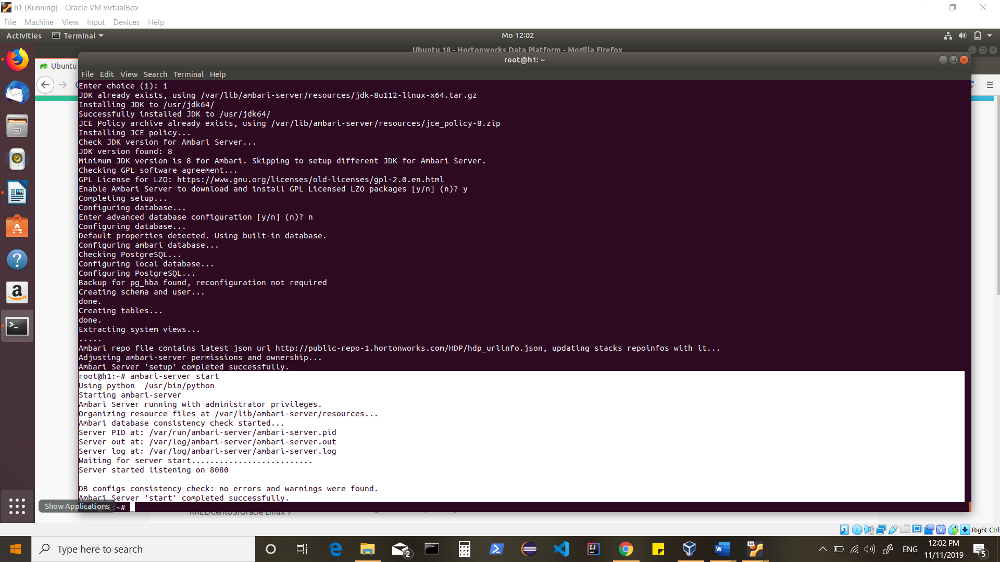 h1 [Running] - Oracle VM VirtualBox
File Machine View Input Devices Help
Activities Terminal Mo 12:02
Ubuntu 18 - Hortonworks Data Platform - Mozilla Firefox
Ubuntu
root@h1: ~
File Edit View Search Terminal Help
Enter choice (1): 1
JDK already exists, using /var/lib/ambari-server/resources/jdk-8u112-linux-x64.tar.gz
Installing JDK to /usr/jdk64/
Successfully installed JDK to /usr/jdk64/
JCE Policy archive already exists, using /var/lib/ambari-server/resources/jce_policy-8.zip
Installing JCE policy...
Check JDK version for Ambari Server...
JDK version found: 8
Minimum JDK version is 8 for Ambari. Skipping to setup different JDK for Ambari Server.
Checking GPL software agreement...
GPL License for LZO: https://www.gnu.org/licenses/old-licenses/gpl-2.0.en.html
Enable Ambari Server to download and install GPL Licensed LZO packages [y/n] (n)? y
Completing setup...
Configuring database...
Enter advanced database configuration [y/n] (n)? n
Configuring database...
Default properties detected. Using built-in database.
Configuring ambari database...
Checking PostgreSQL...
Configuring local database...
Configuring PostgreSQL...
Backup for pg_hba found, reconfiguration not required
Creating schema and user...
done.
Creating tables...
done.
Extracting system views...
.....
Ambari repo file contains latest json url http://public-repo-1.hortonworks.com/HDP/hdp_urlinfo.json, updating stacks repoinfos with it...
Adjusting ambari-server permissions and ownership...
Ambari Server 'setup' completed successfully.
root@h1:~# ambari-server start
Using python  /usr/bin/python
Starting ambari-server
Ambari Server running with administrator privileges.
Organizing resource files at /var/lib/ambari-server/resources...
Ambari database consistency check started...
Server PID at: /var/run/ambari-server/ambari-server.pid
Server out at: /var/log/ambari-server/ambari-server.out
Server log at: /var/log/ambari-server/ambari-server.log
Waiting for server start..........................
Server started listening on 8080
DB configs consistency check: no errors and warnings were found.
Ambari Server 'start' completed successfully.
root@h1:~#
Show Applications
RHEL/CentOS/Oracle Linux 7
Right Ctrl
Type here to search
2
64
ENG
12:02 PM
11/11/2019
5